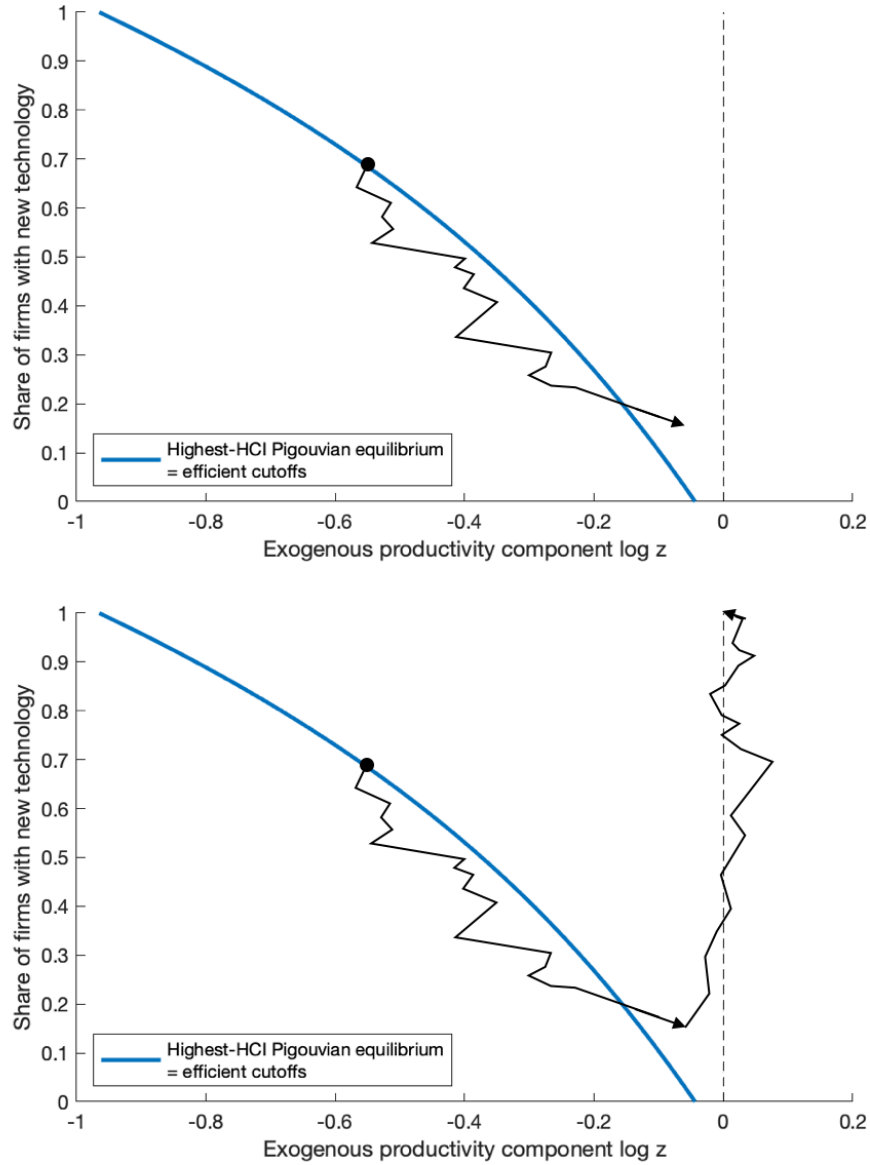 1
0.9
0.8
0.7
0.6
0.5
0.4
0.3
0.2
0.1
0
Share of firms with new technology
Highest-HCI Pigouvian equilibrium
= efficient cutoffs
-1 -0.8 -0.6 -0.4 -0.2 0 0.2
Exogenous productivity component log z
1
0.9
0.8
0.7
0.6
0.5
0.4
0.3
0.2
0.1
0
Share of firms with new technology
Highest-HCI Pigouvian equilibrium
= efficient cutoffs
-1 -0.8 -0.6 -0.4 -0.2 0 0.2
Exogenous productivity component log z